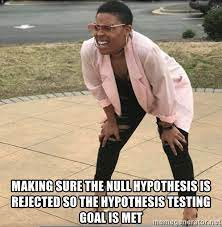 MAKING SURE THE NULL HYPOTHESIS IS
REJECTED SO THE HYPOTHESIS TESTING
GOAL IS MET
memegenerator.net